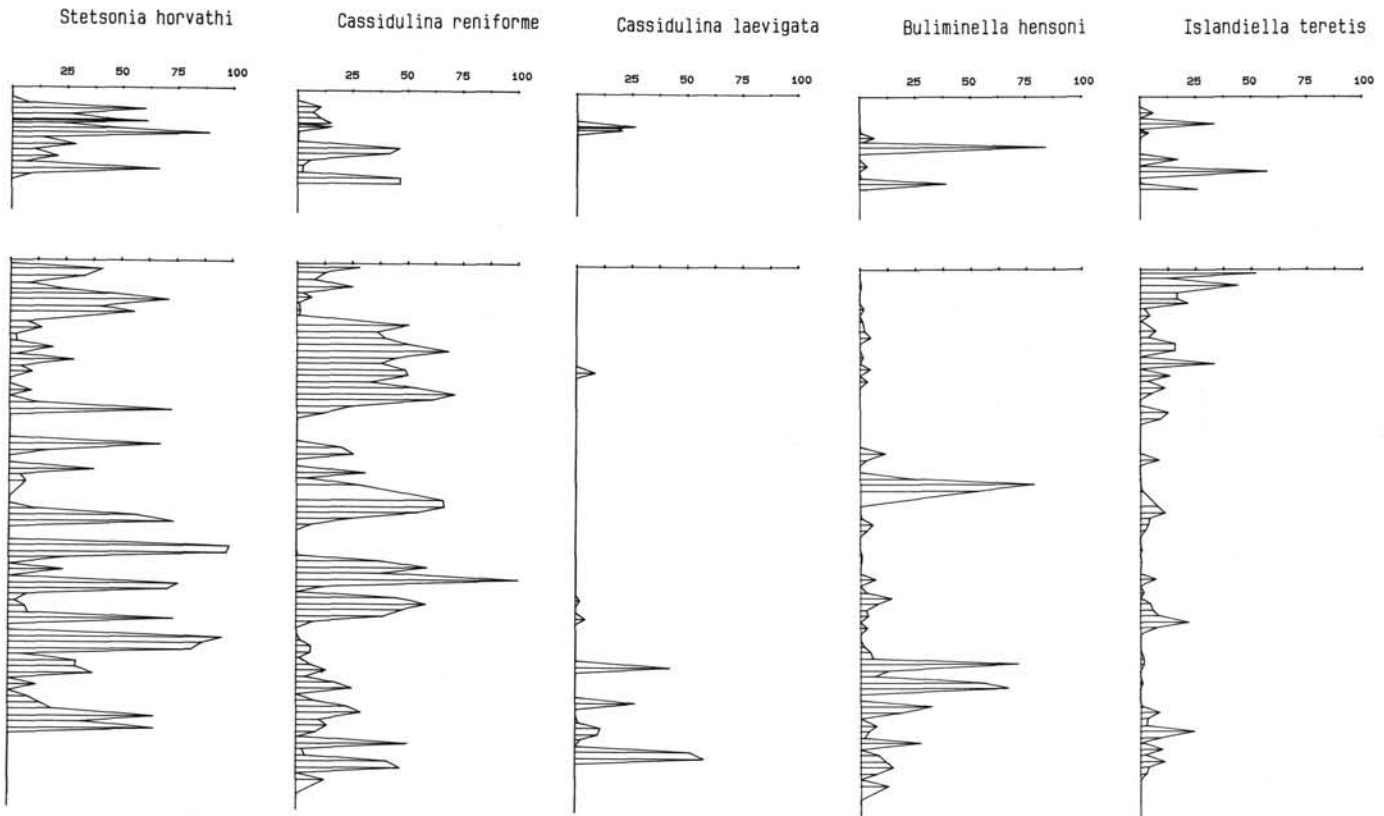 Stetsonia horvathi
Cassidulina reniforme
Cassidulina laevigata
Buliminella hensoni
Islandiella teretis
25 50 75 100
25 50 75 100
25 50 75 100
25 50 75 100
25 50 75 100